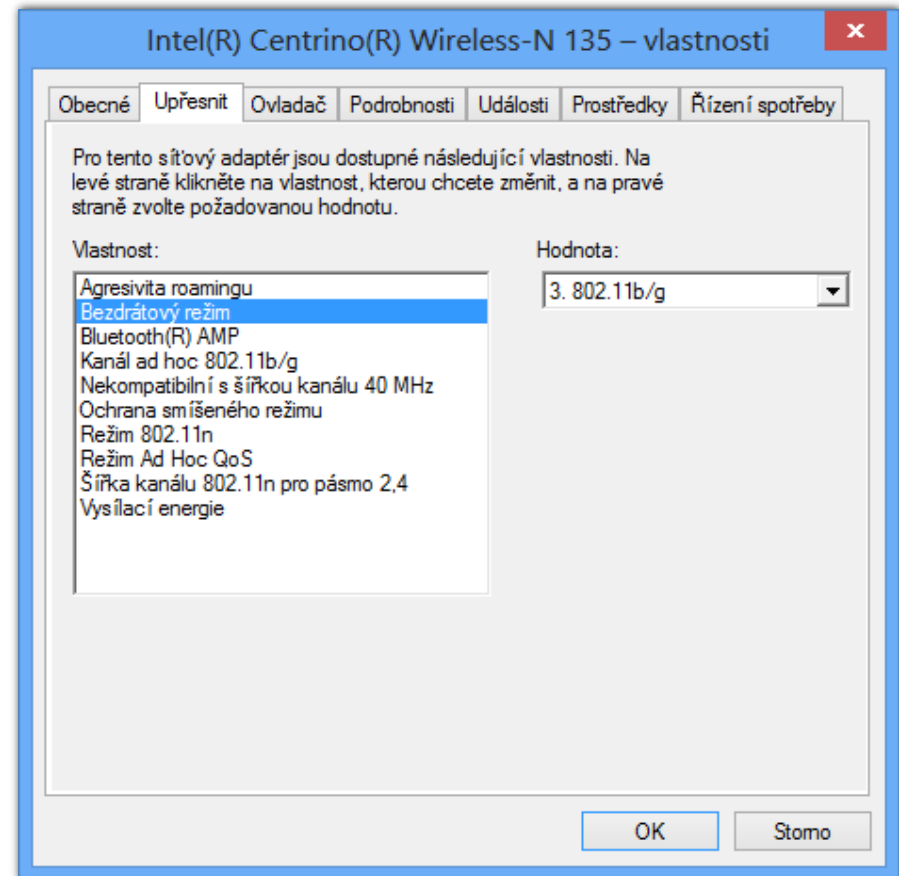 Intel(R) Centrino(R) Wireless-N 135 – vlastnosti
Obecné Upřesnit Ovladač Podrobnosti Události Prostředky Řízení spotřeby
Pro tento síťový adaptér jsou dostupné následující vlastnosti. Na
levé straně klikněte na vlastnost, kterou chcete změnit, a na pravé
straně zvolte požadovanou hodnotu.
Vlastnost:
Hodnota:
Agresivita roamingu
3. 802.11b/g
Bezdrátový režim
Bluetooth(R) AMP
Kanál ad hoc 802.11b/g
Nekompatibilní s šířkou kanálu 40 MHz
Ochrana smíšeného režimu
Režim 802.11n
Režim Ad Hoc QoS
Šířka kanálu 802.11n pro pásmo 2,4
Vysílací energie
OK
Storno